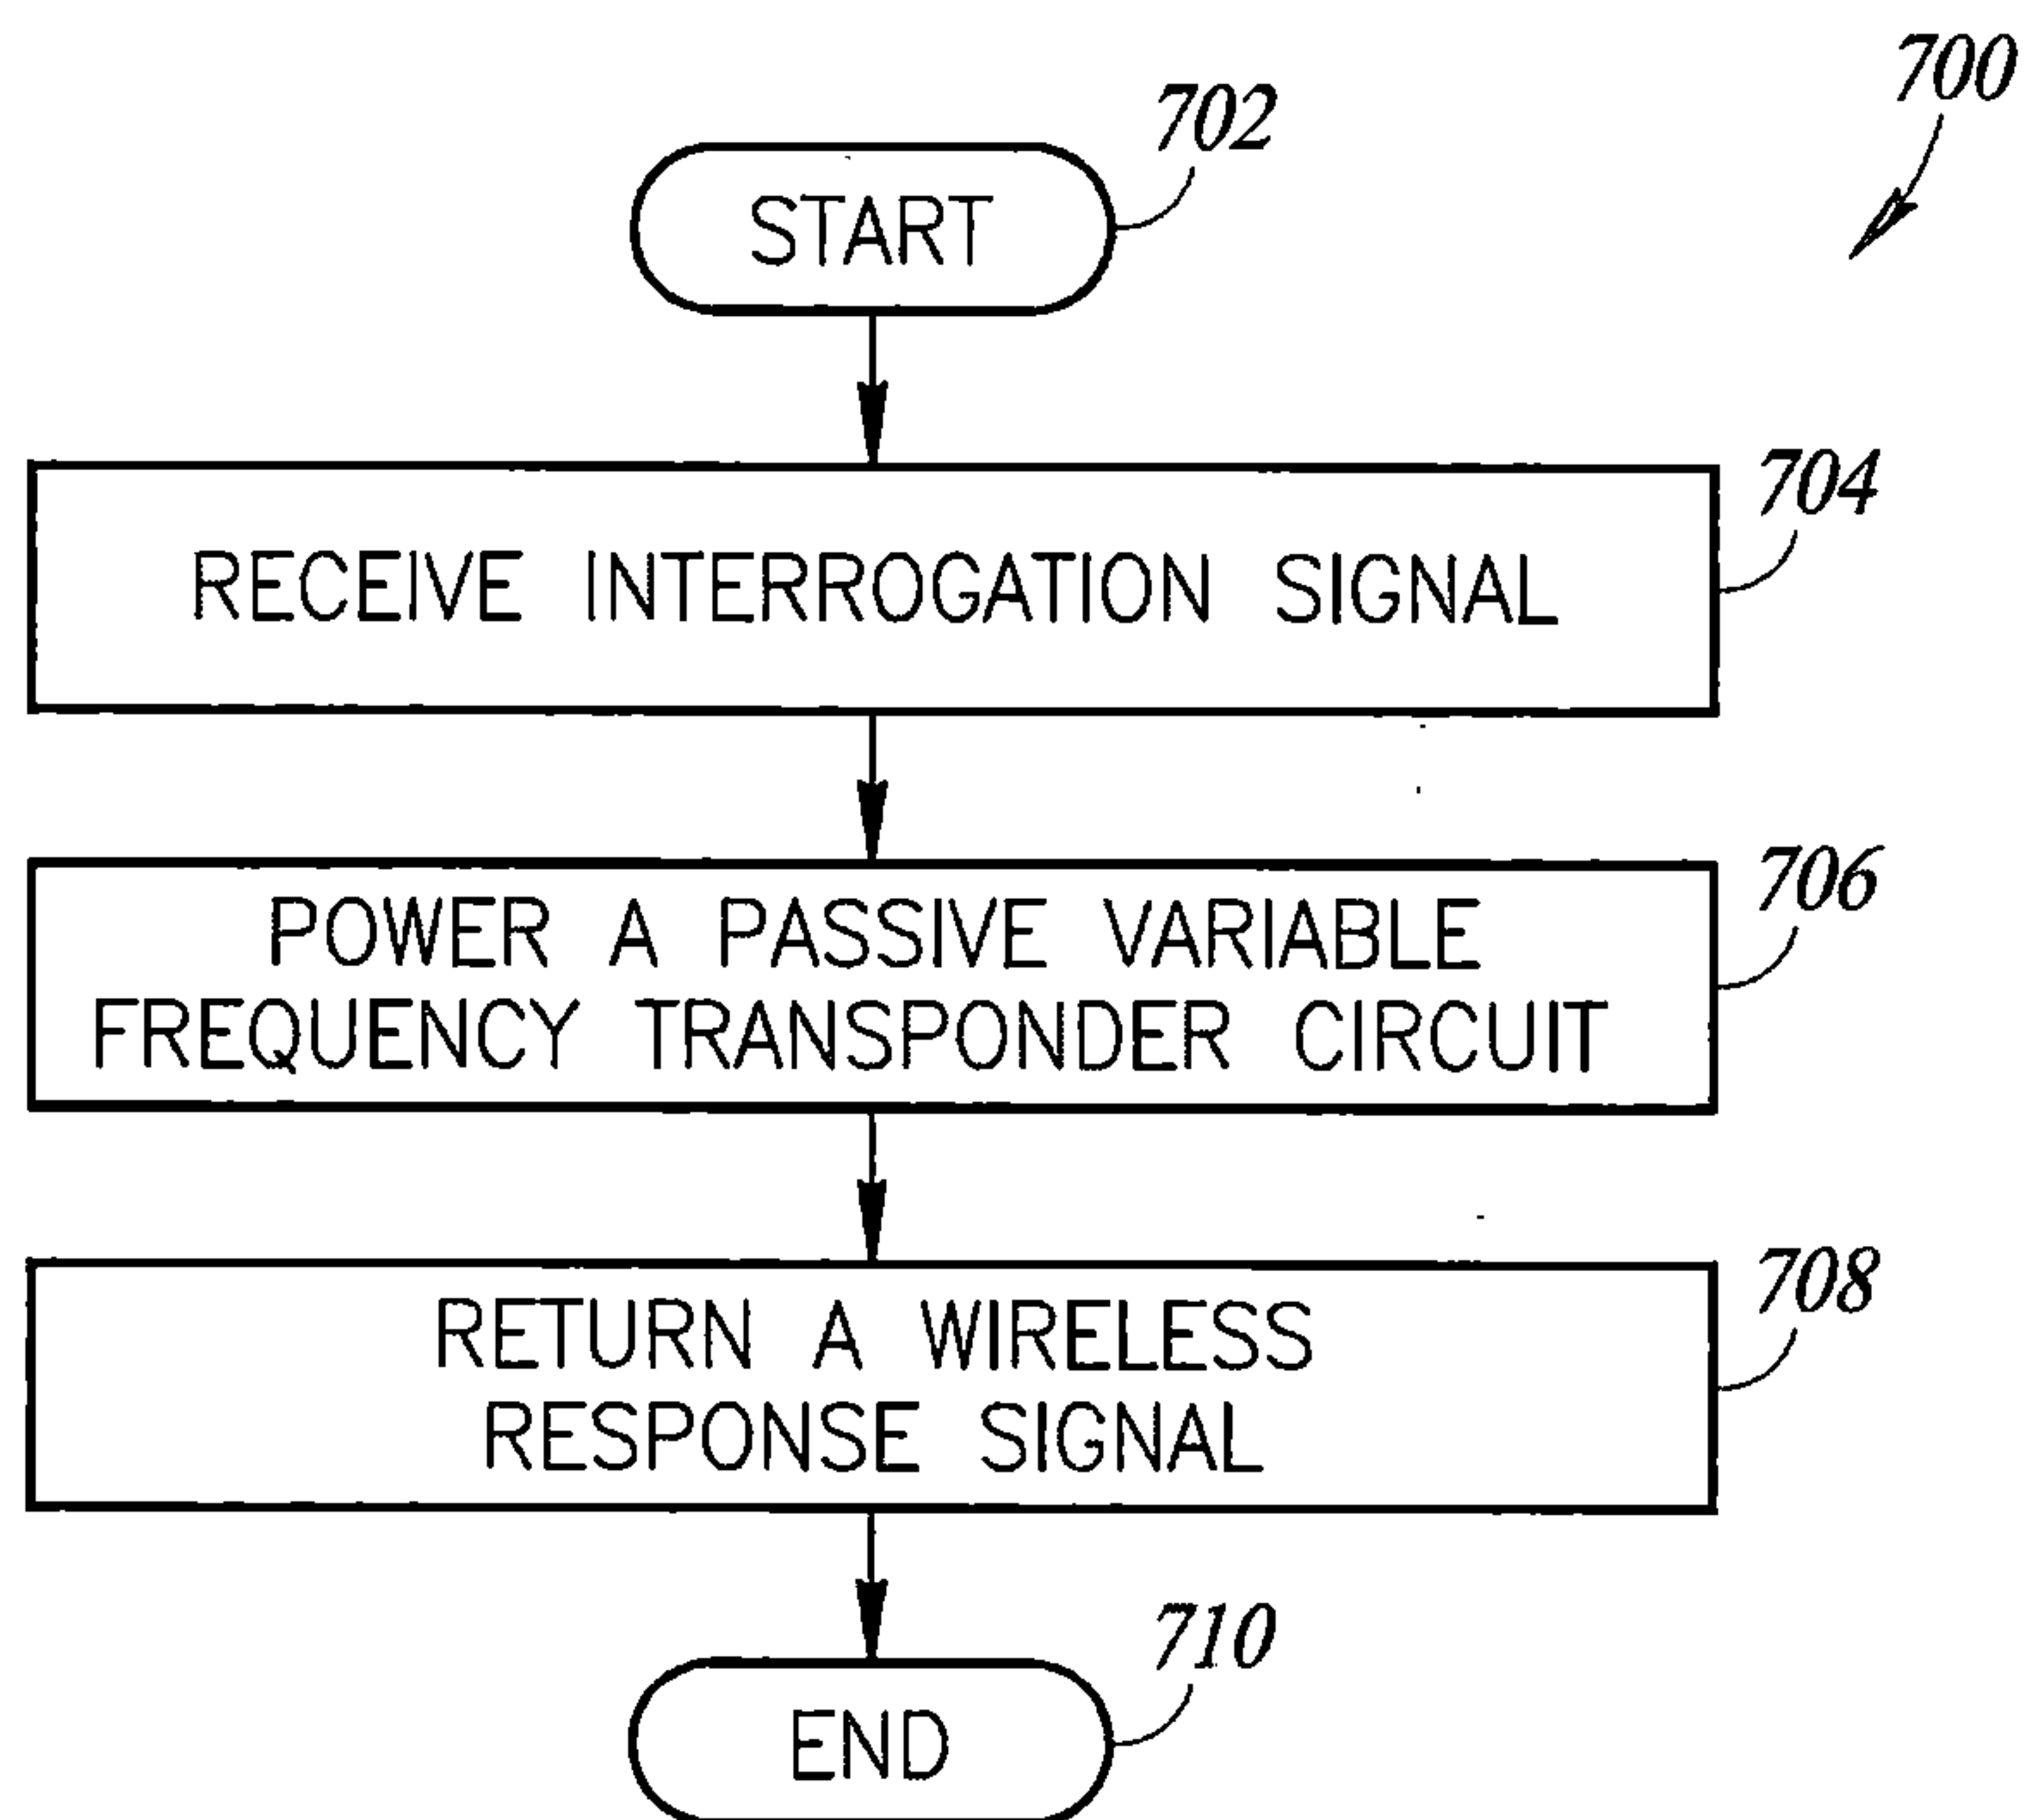 700
702
START
704
RECEIVE INTERROGATION SIGNAL
706
POWER A PASSIVE VARIABLE
FREQUENCY TRANSPONDER CIRCUIT
708
RETURN A WIRELESS
RESPONSE SIGNAL
710
END